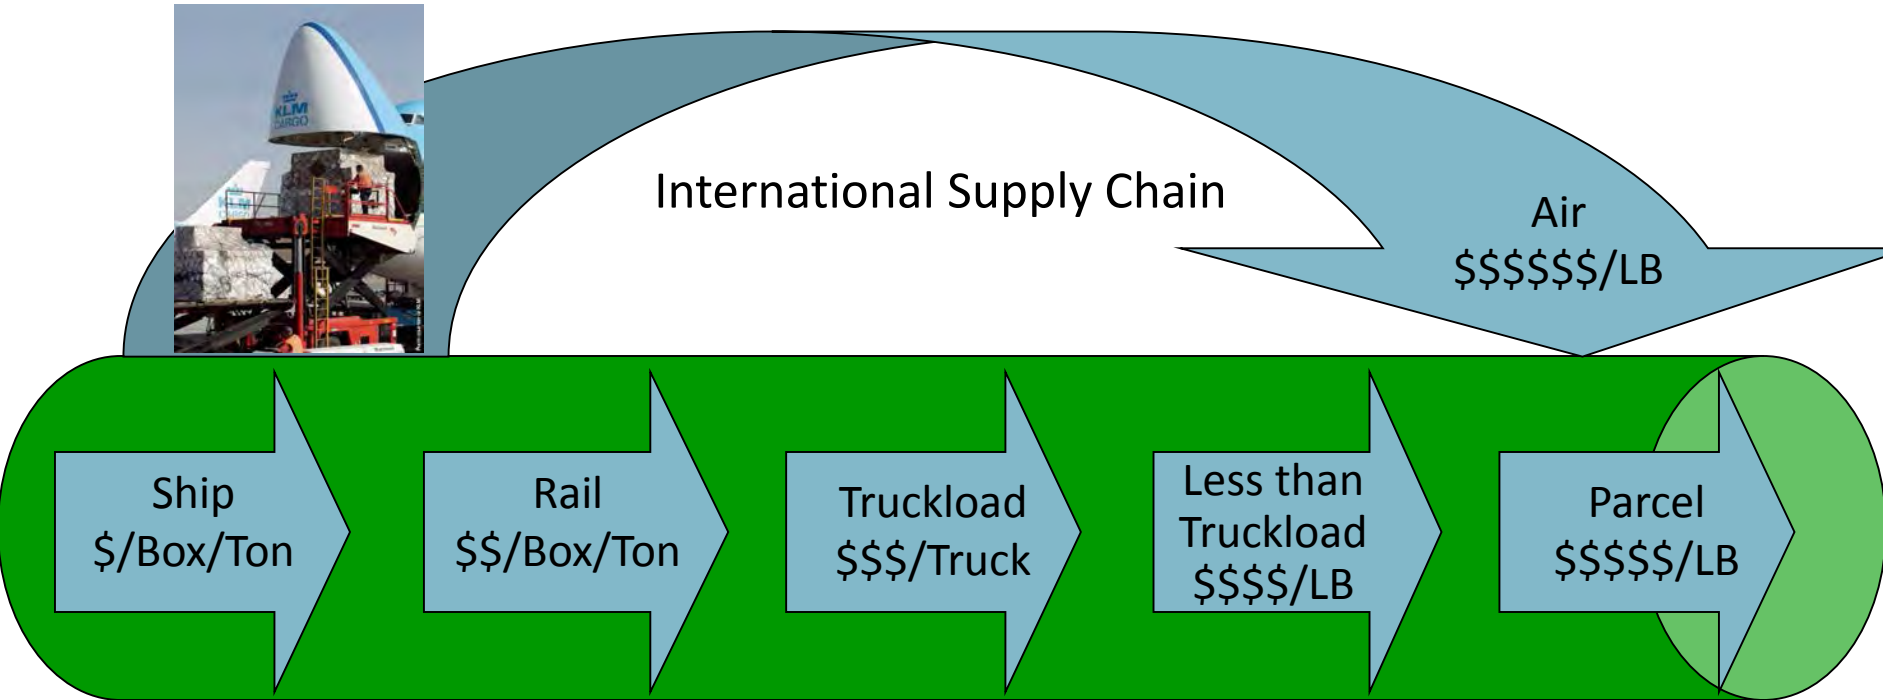 KLM
CARGO
KLM
International Supply Chain
Air
$$$$$$/LB
Ship
$/Box/Ton
Rail
$$/Box/Ton
Truckload
$$$/Truck
Less than
Truckload
$$$$/LB
Parcel
$$$$$/LB